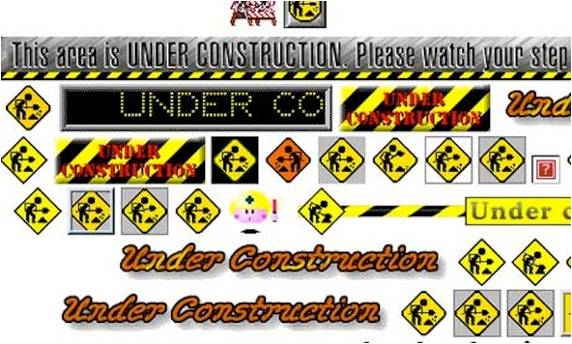 This area is UNDER CONSTRUCTION. Please watch your step
UNDER CO
UNDER
CONSTRUCTION
Und
UNDER
CONSTRUCTION
?
Under c
Under Construction
Under Construction